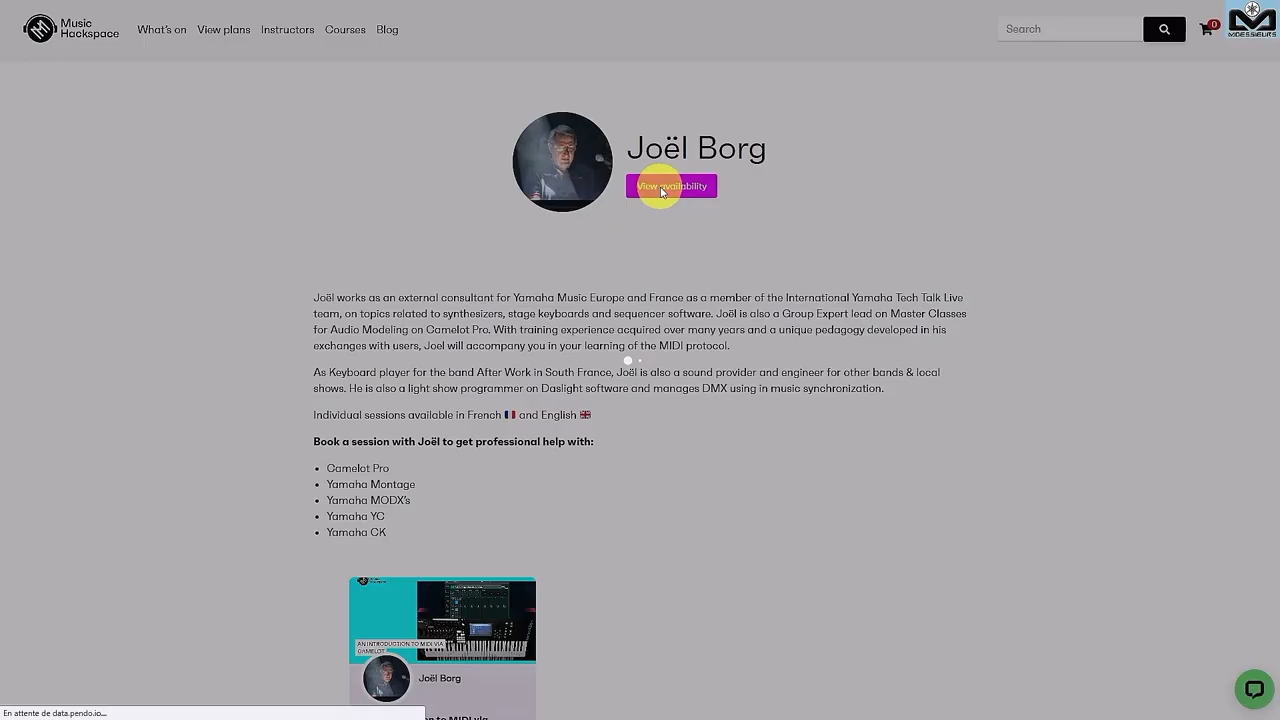 Music
Hackspace
What's on
View plans
Instructors
Courses
Blog
Search
0
MDESSIEURS
Joël Borg
View availability
Joël works as an external consultant for Yamaha Music Europe and France as a member of the International Yamaha Tech Talk Live
team, on topics related to synthesizers, stage keyboards and sequencer software. Joël is also a Group Expert lead on Master Classes
for Audio Modeling on Camelot Pro. With training experience acquired over many years and a unique pedagogy developed in his
exchanges with users, Joel will accompany you in your learning of the MIDI protocol.
As Keyboard player for the band After Work in South France, Joël is also a sound provider and engineer for other bands & local
shows. He is also a light show programmer on Daslight software and manages DMX using in music synchronization.
Individual sessions available in French 🇫🇷 and English 🇬🇧
Book a session with Joël to get professional help with:
• Camelot Pro
• Yamaha Montage
• Yamaha MODX's
• Yamaha YC
• Yamaha CK
AN INTRODUCTION TO MIDI VIA
CAMELOT
Joël Borg
on to MIDI via
En attente de data.pendo.io...